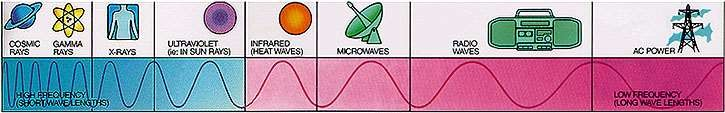 COSMIC
RAYS
GAMMA
RAYS
X-RAYS
ULTRAVIOLET
(ie: IN SUN RAYS)
INFRARED
(HEAT WAVES)
MICROWAVES
RADIO
WAVES
AC POWER
HIGH FREQUENCY
(SHORT WAVE LENGTHS)
LOW FREQUENCY
(LONG WAVE LENGTHS)